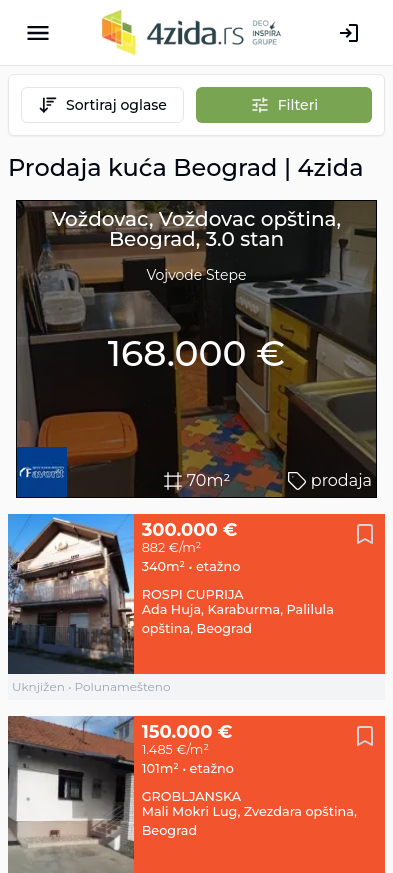 4zida.rs
DEO
INSPIRA
GRUPE
Sortiraj oglase
Filteri
Prodaja kuća Beograd | 4zida
Voždovac, Voždovac opština,
Beograd, 3.0 stan
Vojvode Stepe
168.000 €
Favorit
70m²
prodaja
300.000 €
882 €/m²
340m² • etažno
ROSPI CUPRIJA
Ada Huja, Karaburma, Palilula
opština, Beograd
Uknjižen • Polunamešteno
150.000 €
1.485 €/m²
101m² • etažno
GROBLJANSKA
Mali Mokri Lug, Zvezdara opština,
Beograd